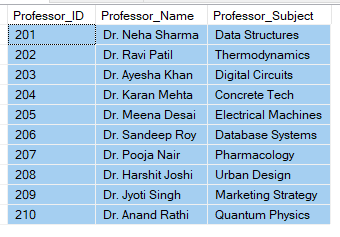 Professor_ID Professor_Name Professor_Subject
201 Dr. Neha Sharma Data Structures
202 Dr. Ravi Patil Thermodynamics
203 Dr. Ayesha Khan Digital Circuits
204 Dr. Karan Mehta Concrete Tech
205 Dr. Meena Desai Electrical Machines
206 Dr. Sandeep Roy Database Systems
207 Dr. Pooja Nair Pharmacology
208 Dr. Harshit Joshi Urban Design
209 Dr. Jyoti Singh Marketing Strategy
210 Dr. Anand Rathi Quantum Physics